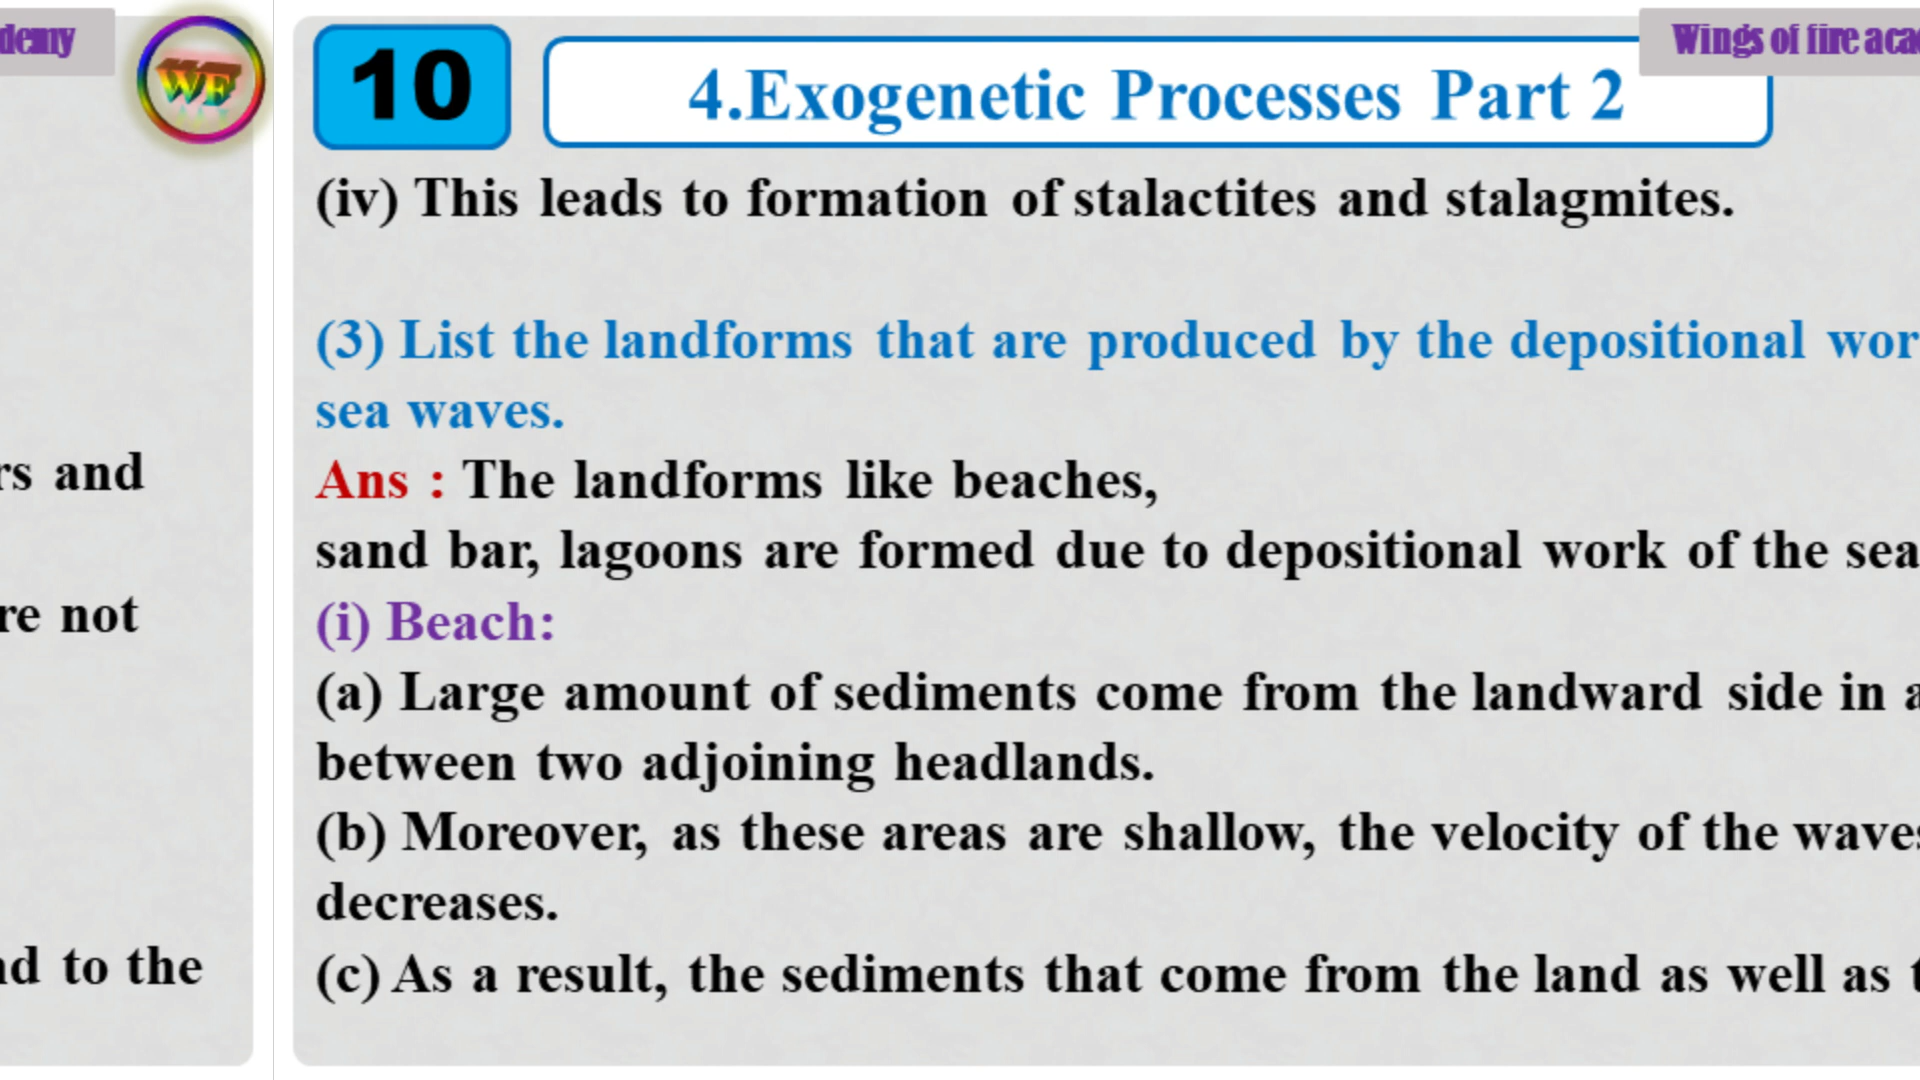 demy
WF
rs and
re not
nd to the
10
4.Exogenetic Processes Part 2
Wings of fire aca
(iv) This leads to formation of stalactites and stalagmites.
(3) List the landforms that are produced by the depositional wor
sea waves.
Ans : The landforms like beaches,
sand bar, lagoons are formed due to depositional work of the sea
(i) Beach:
(a) Large amount of sediments come from the landward side in a
between two adjoining headlands.
(b) Moreover, as these areas are shallow, the velocity of the waves
decreases.
(c) As a result, the sediments that come from the land as well as t